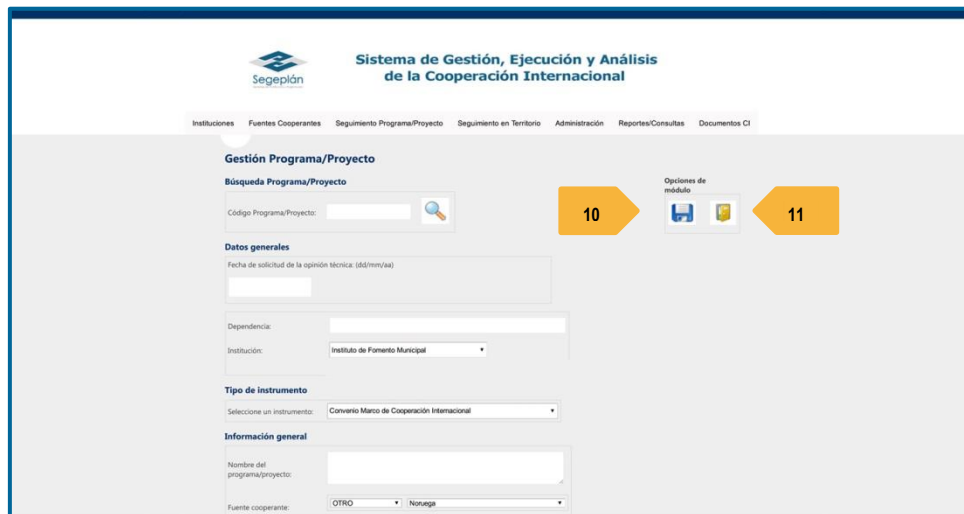 Segeplán
Sistema de Gestión, Ejecución y Análisis
de la Cooperación Internacional
Instituciones Fuentes Cooperantes Seguimiento Programa/Proyecto Seguimiento en Territorio Administración Reportes/Consultas Documentos CI
Gestión Programa/Proyecto
Búsqueda Programa/Proyecto
Opciones de
módulo
Código Programa/Proyecto:
10
11
Datos generales
Fecha de solicitud de la opinión técnica: (dd/mm/aa)
Dependencia:
Institución: Instituto de Fomento Municipal
Tipo de instrumento
Seleccione un instrumento: Convenio Marco de Cooperación Internacional
Información general
Nombre del
programa/proyecto:
Fuente cooperante: OTRO Noruega